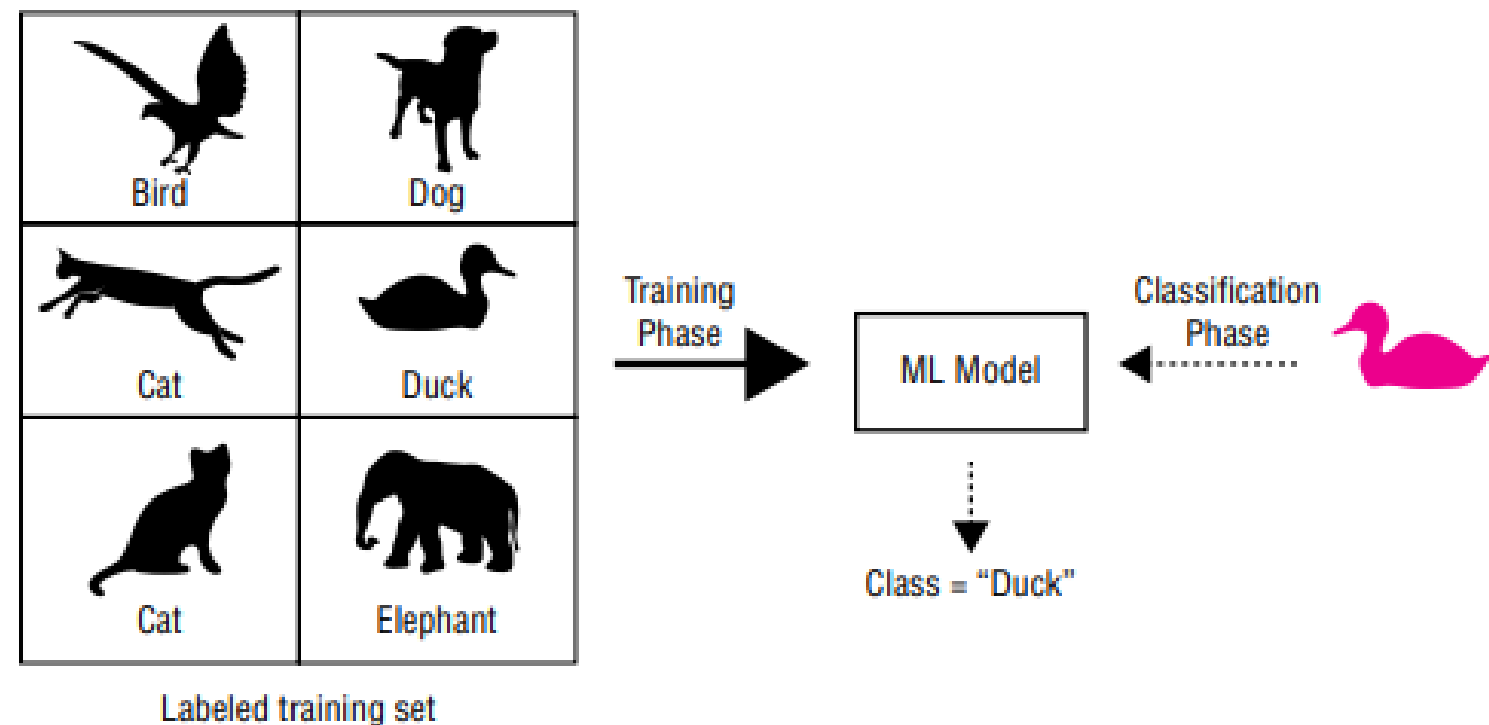 Bird
Dog
Cat
Duck
Cat
Elephant
Labeled training set
Training
Phase
ML Model
Classification
Phase
Class = “Duck”